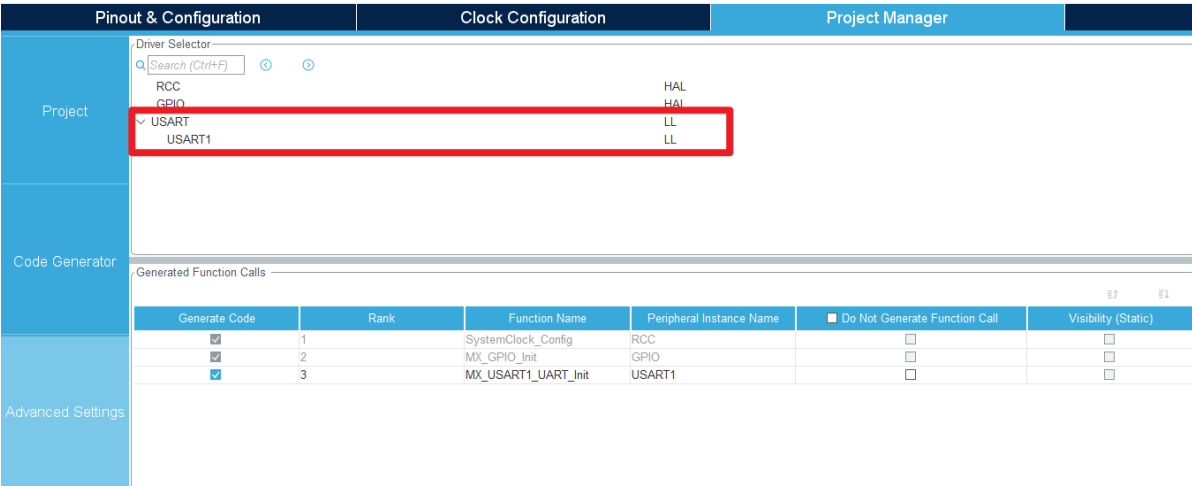 Pinout & Configuration Clock Configuration Project Manager
Project
Code Generator
Advanced Settings
Driver Selector
Search (Ctrl+F)
RCC HAL
GPIO HAL
USART LL
USART1 LL
Generated Function Calls
Generate Code Rank Function Name Peripheral Instance Name Do Not Generate Function Call Visibility (Static)
1 SystemClock_Config RCC
2 MX_GPIO_Init GPIO
3 MX_USART1_UART_Init USART1